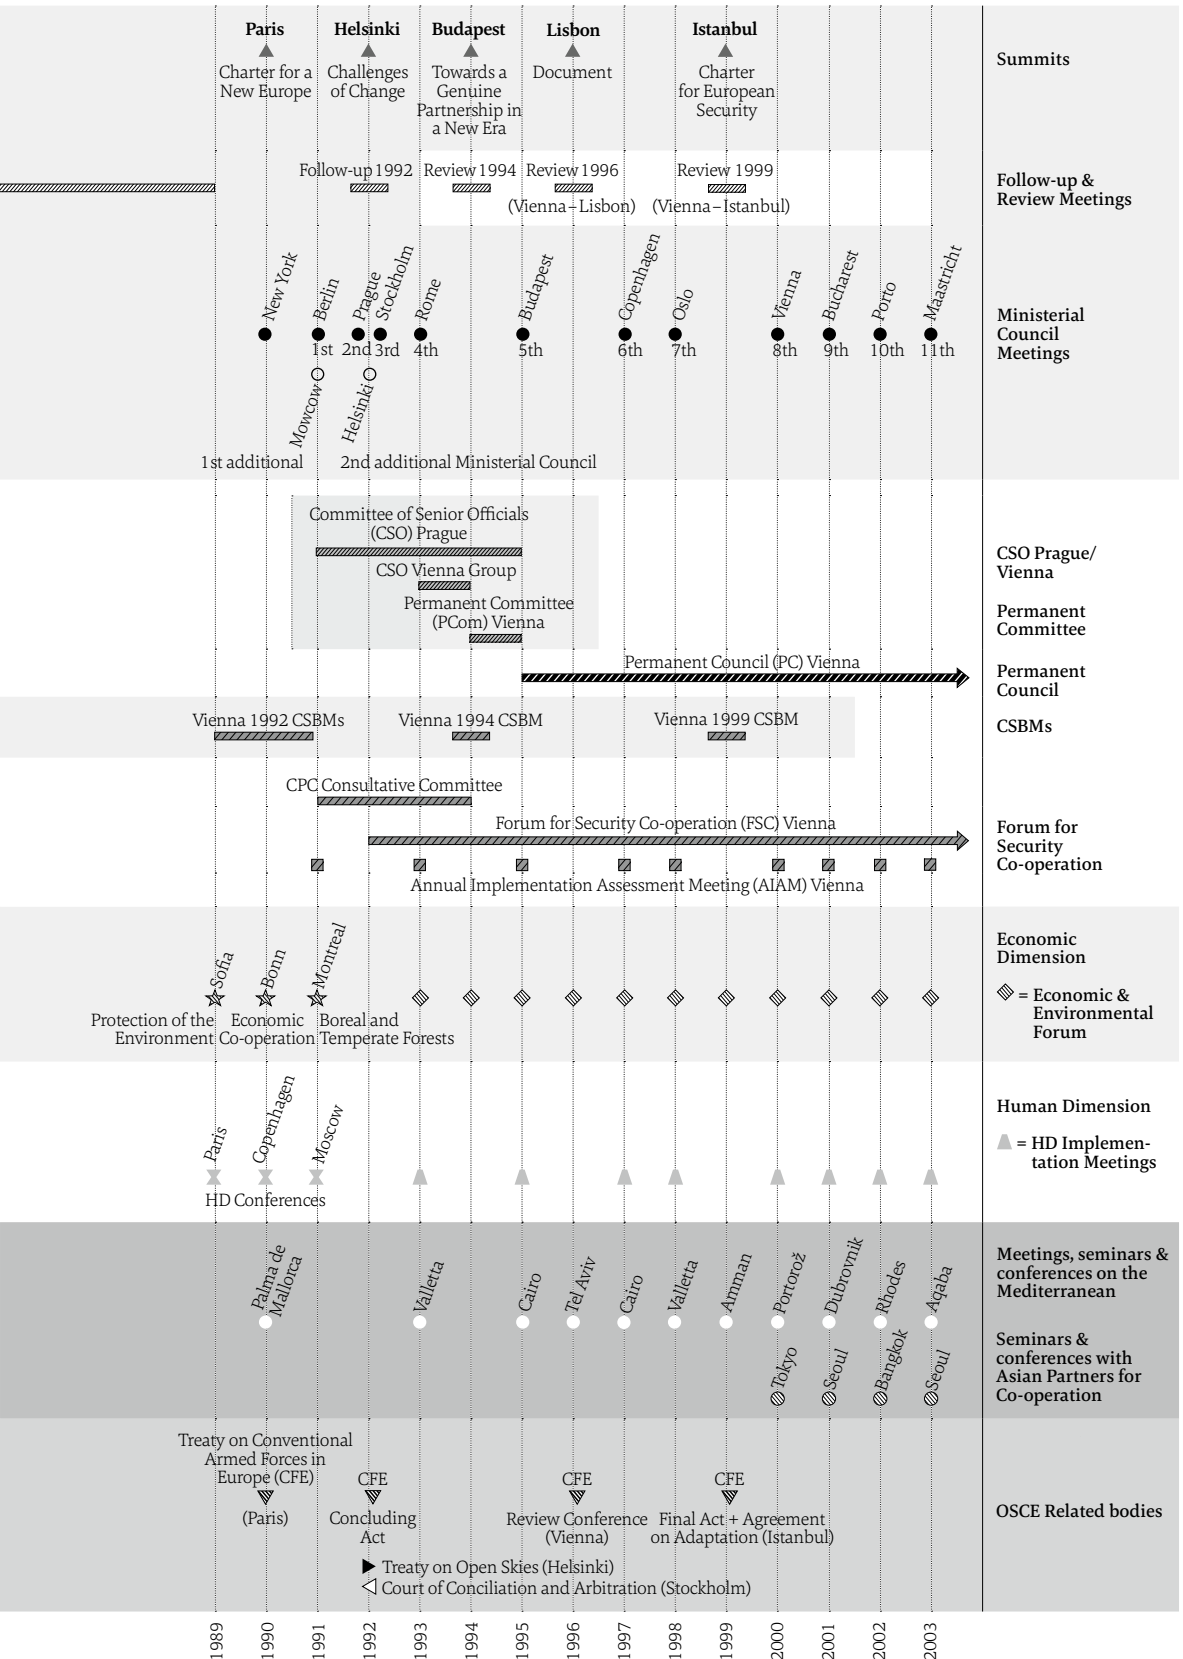 Paris
Helsinki
Budapest
Lisbon
Istanbul
Summits
Charter for a
New Europe
Challenges
of Change
Towards a
Genuine
Partnership in
a New Era
Document
Charter
for European
Security
Follow-up 1992
Review 1994
Review 1996
(Vienna–Lisbon)
Review 1999
(Vienna–Istanbul)
Follow-up &
Review Meetings
New York
Berlin
Prague
Stockholm
Rome
Budapest
Copenhagen
Oslo
Vienna
Bucharest
Porto
Maastricht
1st
2nd
3rd
4th
5th
6th
7th
8th
9th
10th
11th
Ministerial
Council
Meetings
Mowcow
Helsinki
1st additional
2nd additional Ministerial Council
Committee of Senior Officials
(CSO) Prague
CSO Vienna Group
Permanent Committee
(PCom) Vienna
CSO Prague/
Vienna
Permanent
Committee
Permanent Council (PC) Vienna
Permanent
Council
Vienna 1992 CSBMs
Vienna 1994 CSBM
Vienna 1999 CSBM
CSBMs
CPC Consultative Committee
Forum for Security Co-operation (FSC) Vienna
Annual Implementation Assessment Meeting (AIAM) Vienna
Forum for
Security
Co-operation
Sofia
Bonn
Montreal
Protection of the
Environment
Economic
Co-operation
Boreal and
Temperate Forests
Economic
Dimension
= Economic &
Environmental
Forum
Paris
Copenhagen
Moscow
HD Conferences
Human Dimension
= HD Implemen-
tation Meetings
Palma de
Mallorca
Valletta
Cairo
Tel Aviv
Cairo
Valletta
Amman
Portorož
Dubrovnik
Rhodes
Aqaba
Meetings, seminars &
conferences on the
Mediterranean
Tokyo
Seoul
Bangkok
Seoul
Seminars &
conferences with
Asian Partners for
Co-operation
Treaty on Conventional
Armed Forces in
Europe (CFE)
(Paris)
CFE
Concluding
Act
CFE
Review Conference
(Vienna)
CFE
Final Act + Agreement
on Adaptation (Istanbul)
OSCE Related bodies
Treaty on Open Skies (Helsinki)
Court of Conciliation and Arbitration (Stockholm)
1989
1990
1991
1992
1993
1994
1995
1996
1997
1998
1999
2000
2001
2002
2003